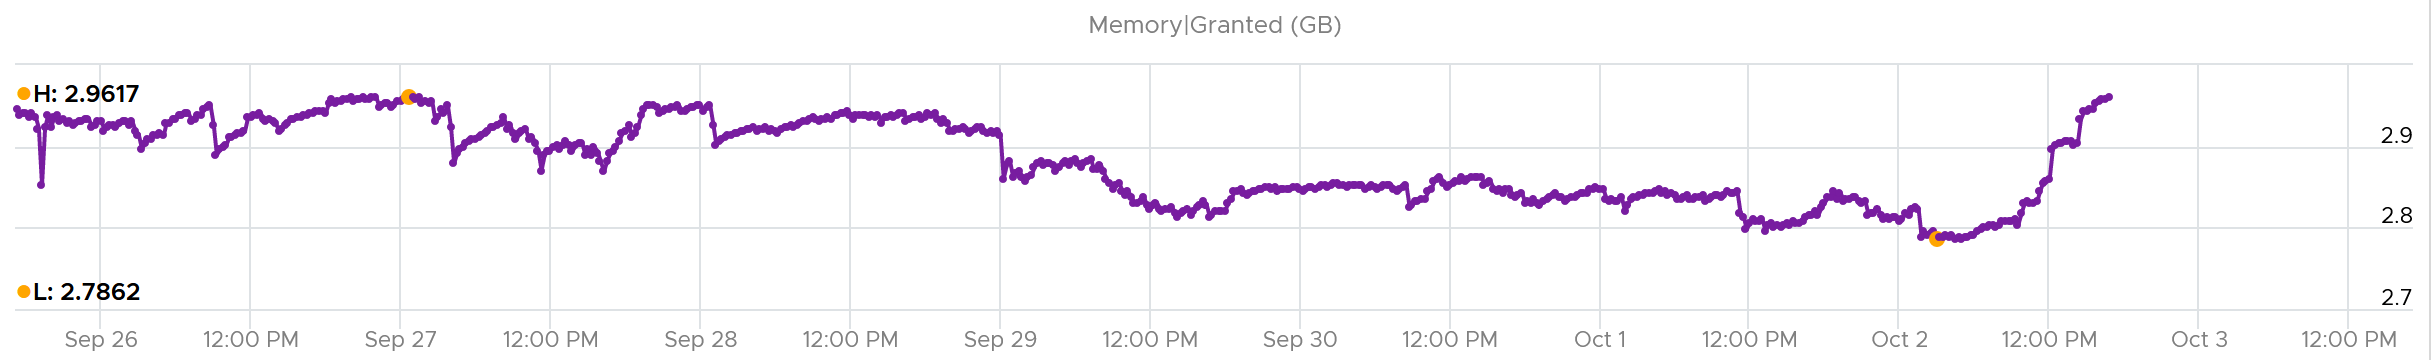 Memory|Granted (GB)
H: 2.9617
2.9
2.8
L: 2.7862
2.7
Sep 26 12:00 PM Sep 27 12:00 PM Sep 28 12:00 PM Sep 29 12:00 PM Sep 30 12:00 PM Oct 1 12:00 PM Oct 2 12:00 PM Oct 3 12:00 PM